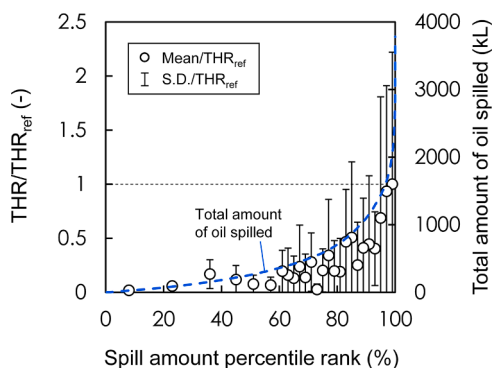 2.5
2
1.5
1
0.5
0
THR/THRref (-)
Mean/THRref
S.D./THRref
Total amount
of oil spilled
4000
3000
2000
1000
0
Total amount of oil spilled (kL)
0 20 40 60 80 100
Spill amount percentile rank (%)